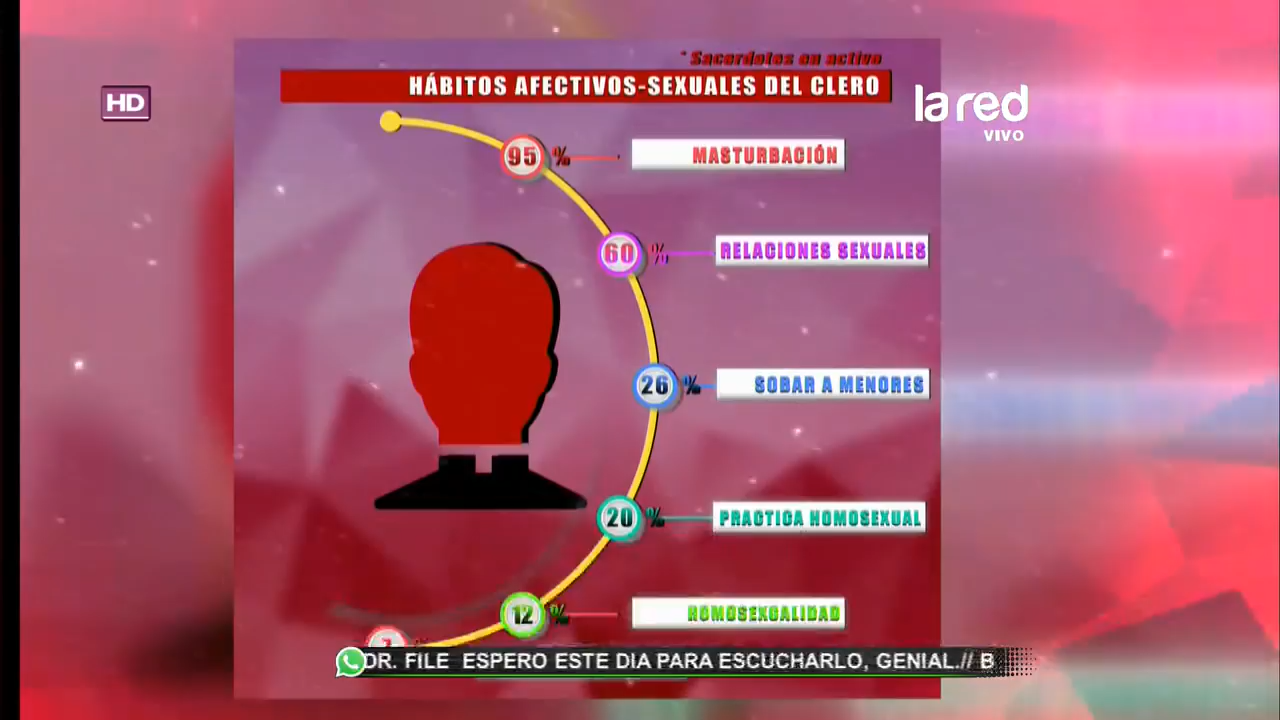 * Sacerdotes en activo
HÁBITOS AFECTIVOS-SEXUALES DEL CLERO
HD
la red
VIVO
95 % MASTURBACIÓN
60 % RELACIONES SEXUALES
26 % SOBAR A MENORES
20 % PRACTICA HOMOSEXUAL
12 % HOMOSEXUALIDAD
DR. FILE ESPERO ESTE DIA PARA ESCUCHARLO, GENIAL.// B